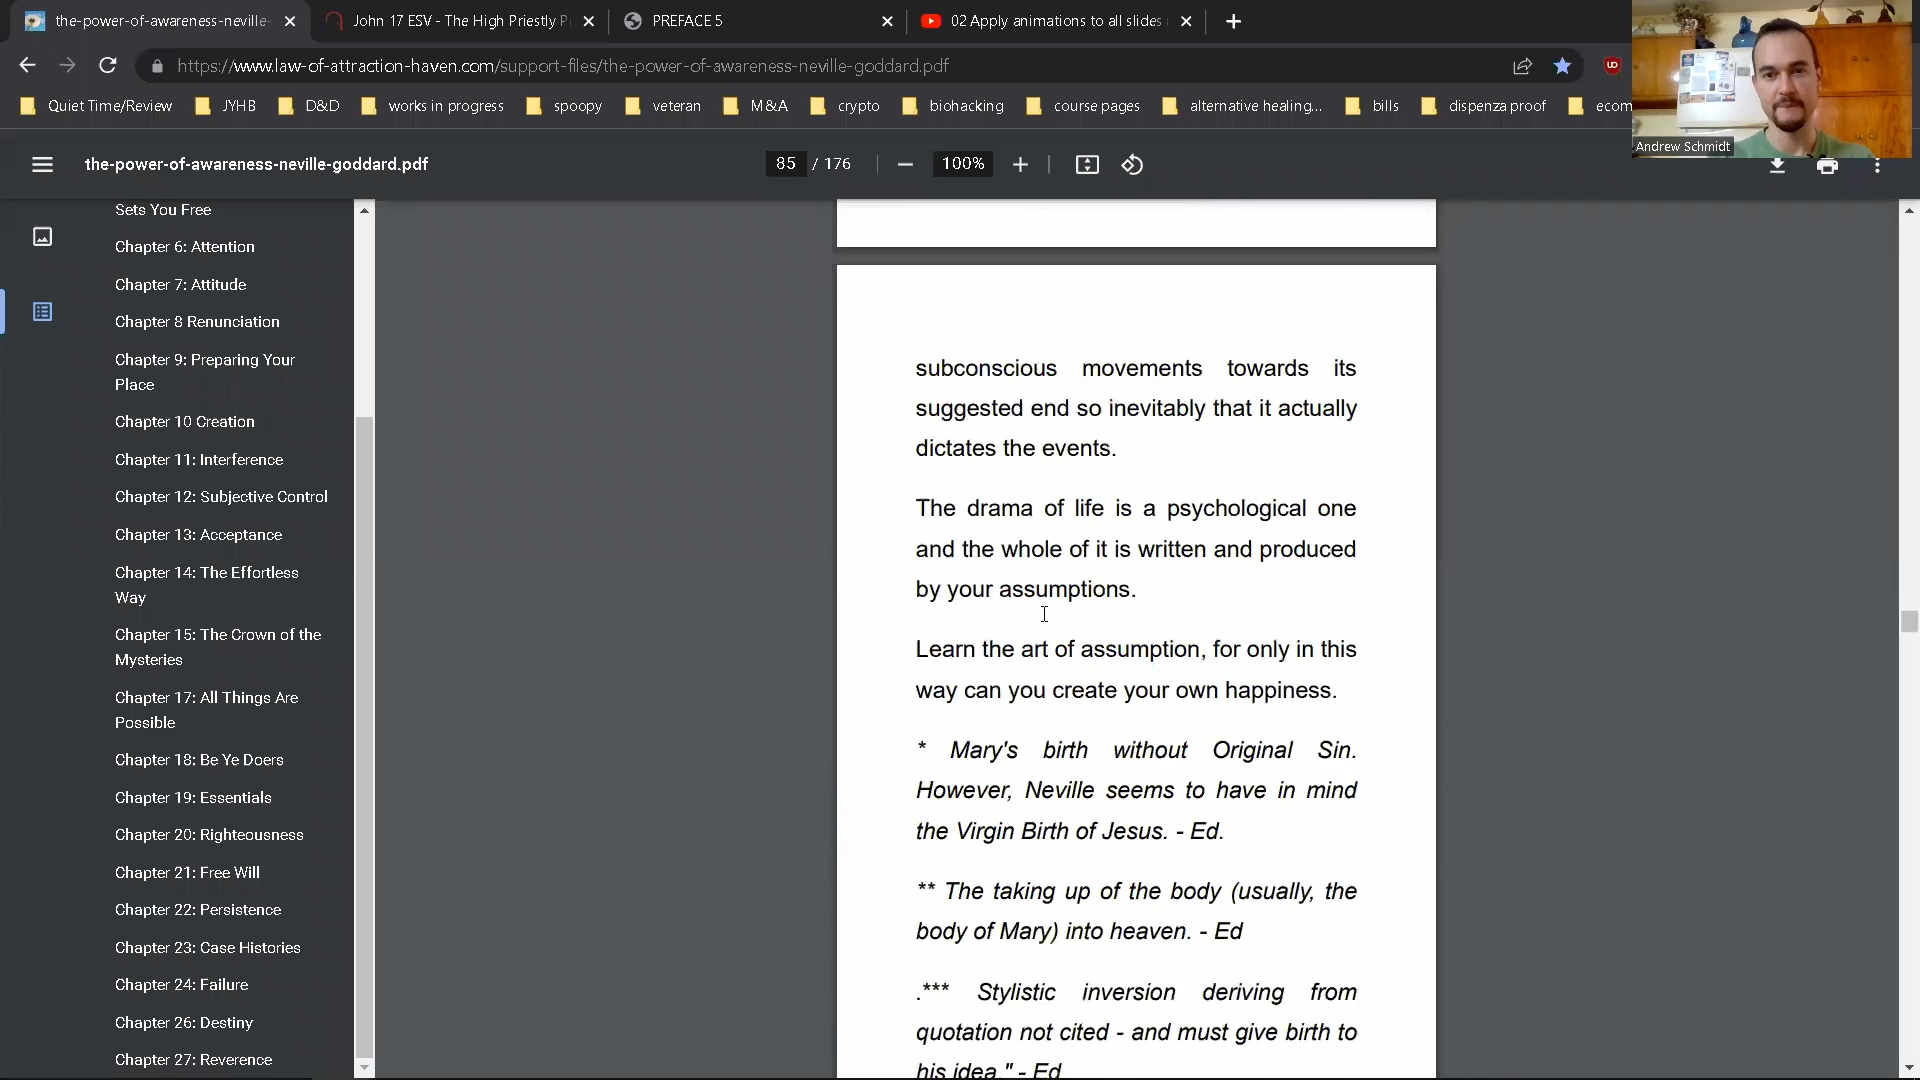 the-power-of-awareness-neville-
John 17 ESV - The High Priestly P
PREFACE 5
02 Apply animations to all slides
https://www.law-of-attraction-haven.com/support-files/the-power-of-awareness-neville-goddard.pdf
Quiet Time/Review
JYHB
D&D
works in progress
spoopy
veteran
M&A
crypto
biohacking
course pages
alternative healing...
bills
dispenza proof
ecom
Andrew Schmidt
the-power-of-awareness-neville-goddard.pdf
85 / 176
100%
Sets You Free
Chapter 6: Attention
Chapter 7: Attitude
Chapter 8 Renunciation
Chapter 9: Preparing Your
Place
Chapter 10 Creation
Chapter 11: Interference
Chapter 12: Subjective Control
Chapter 13: Acceptance
Chapter 14: The Effortless
Way
Chapter 15: The Crown of the
Mysteries
Chapter 17: All Things Are
Possible
Chapter 18: Be Ye Doers
Chapter 19: Essentials
Chapter 20: Righteousness
Chapter 21: Free Will
Chapter 22: Persistence
Chapter 23: Case Histories
Chapter 24: Failure
Chapter 26: Destiny
Chapter 27: Reverence
subconscious movements towards its
suggested end so inevitably that it actually
dictates the events.
The drama of life is a psychological one
and the whole of it is written and produced
by your assumptions.
Learn the art of assumption, for only in this
way can you create your own happiness.
* Mary's birth without Original Sin.
However, Neville seems to have in mind
the Virgin Birth of Jesus. - Ed.
** The taking up of the body (usually, the
body of Mary) into heaven. - Ed
.*** Stylistic inversion deriving from
quotation not cited - and must give birth to
his idea." - Ed